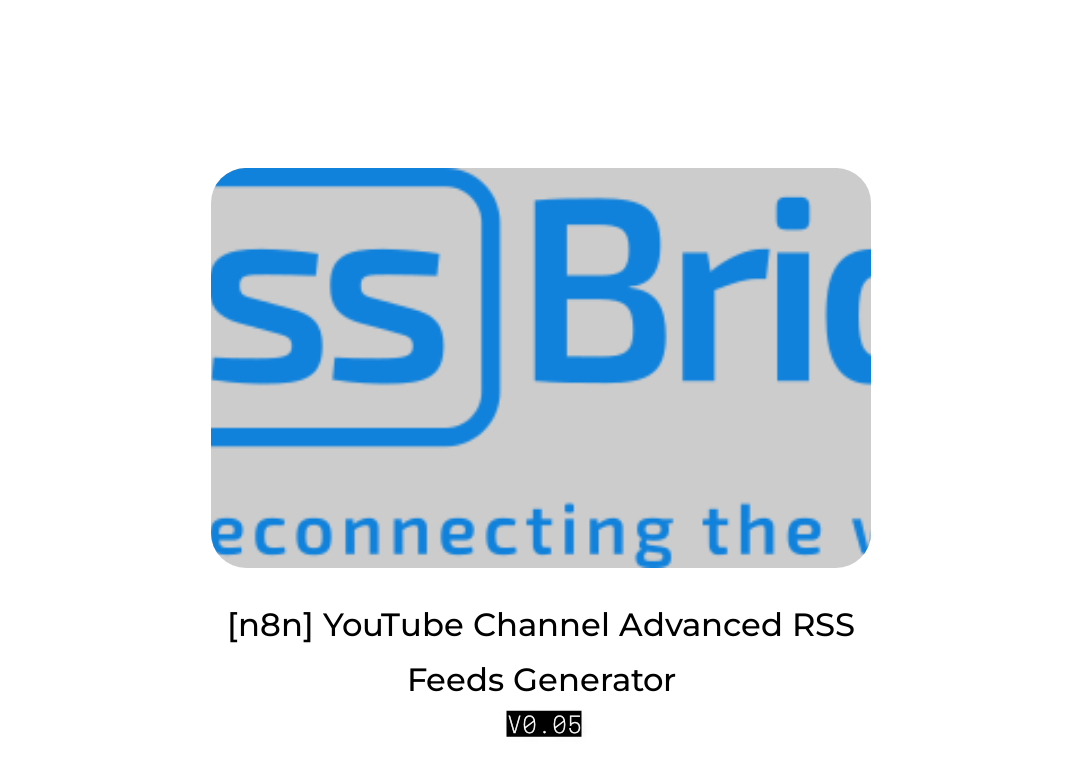 ss Bri
econnecting the
[n8n] YouTube Channel Advanced RSS
Feeds Generator
V0.05